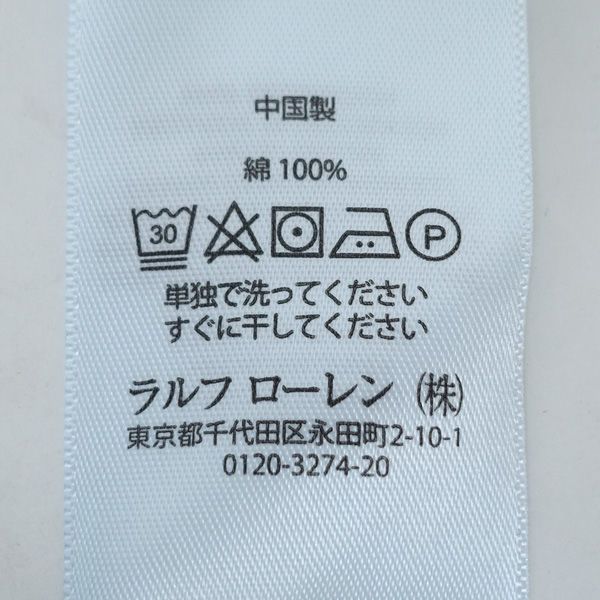 中国製
綿 100%
30 P
単独で洗ってください
すぐに干してください
ラルフ ローレン (株)
東京都千代田区永田町2-10-1
0120-3274-20